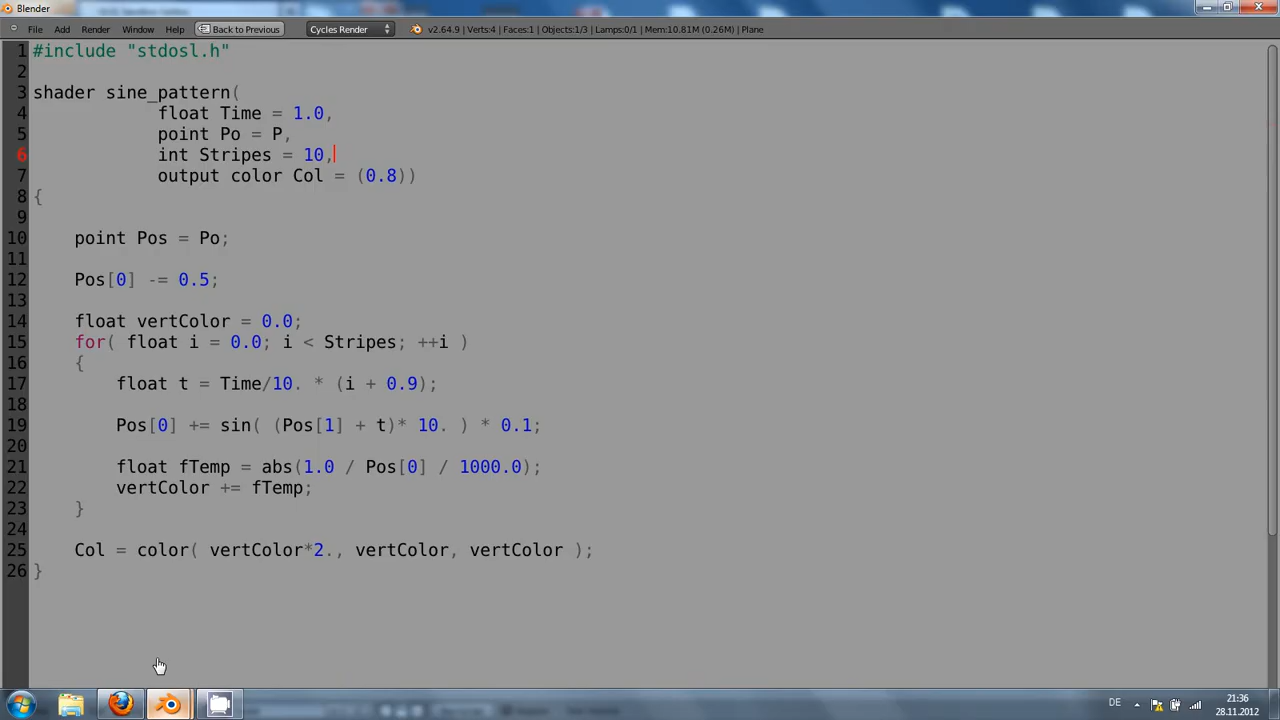 Blender
File Add Render Window Help Back to Previous Cycles Render v2.64.9 | Verts:4 | Faces:1 | Objects:1/3 | Lamps:0/1 | Mem:10.81M (0.26M) | Plane
1 #include "stdosl.h"
2
3 shader sine_pattern(
4 float Time = 1.0,
5 point Po = P,
6 int Stripes = 10,
7 output color Col = (0.8))
8 {
9
10 point Pos = Po;
11
12 Pos[0] -= 0.5;
13
14 float vertColor = 0.0;
15 for( float i = 0.0; i < Stripes; ++i )
16 {
17 float t = Time/10. * (i + 0.9);
18
19 Pos[0] += sin( (Pos[1] + t)* 10. ) * 0.1;
20
21 float fTemp = abs(1.0 / Pos[0] / 1000.0);
22 vertColor += fTemp;
23 }
24
25 Col = color( vertColor*2., vertColor, vertColor );
26 }
DE 21:36
28.11.2012